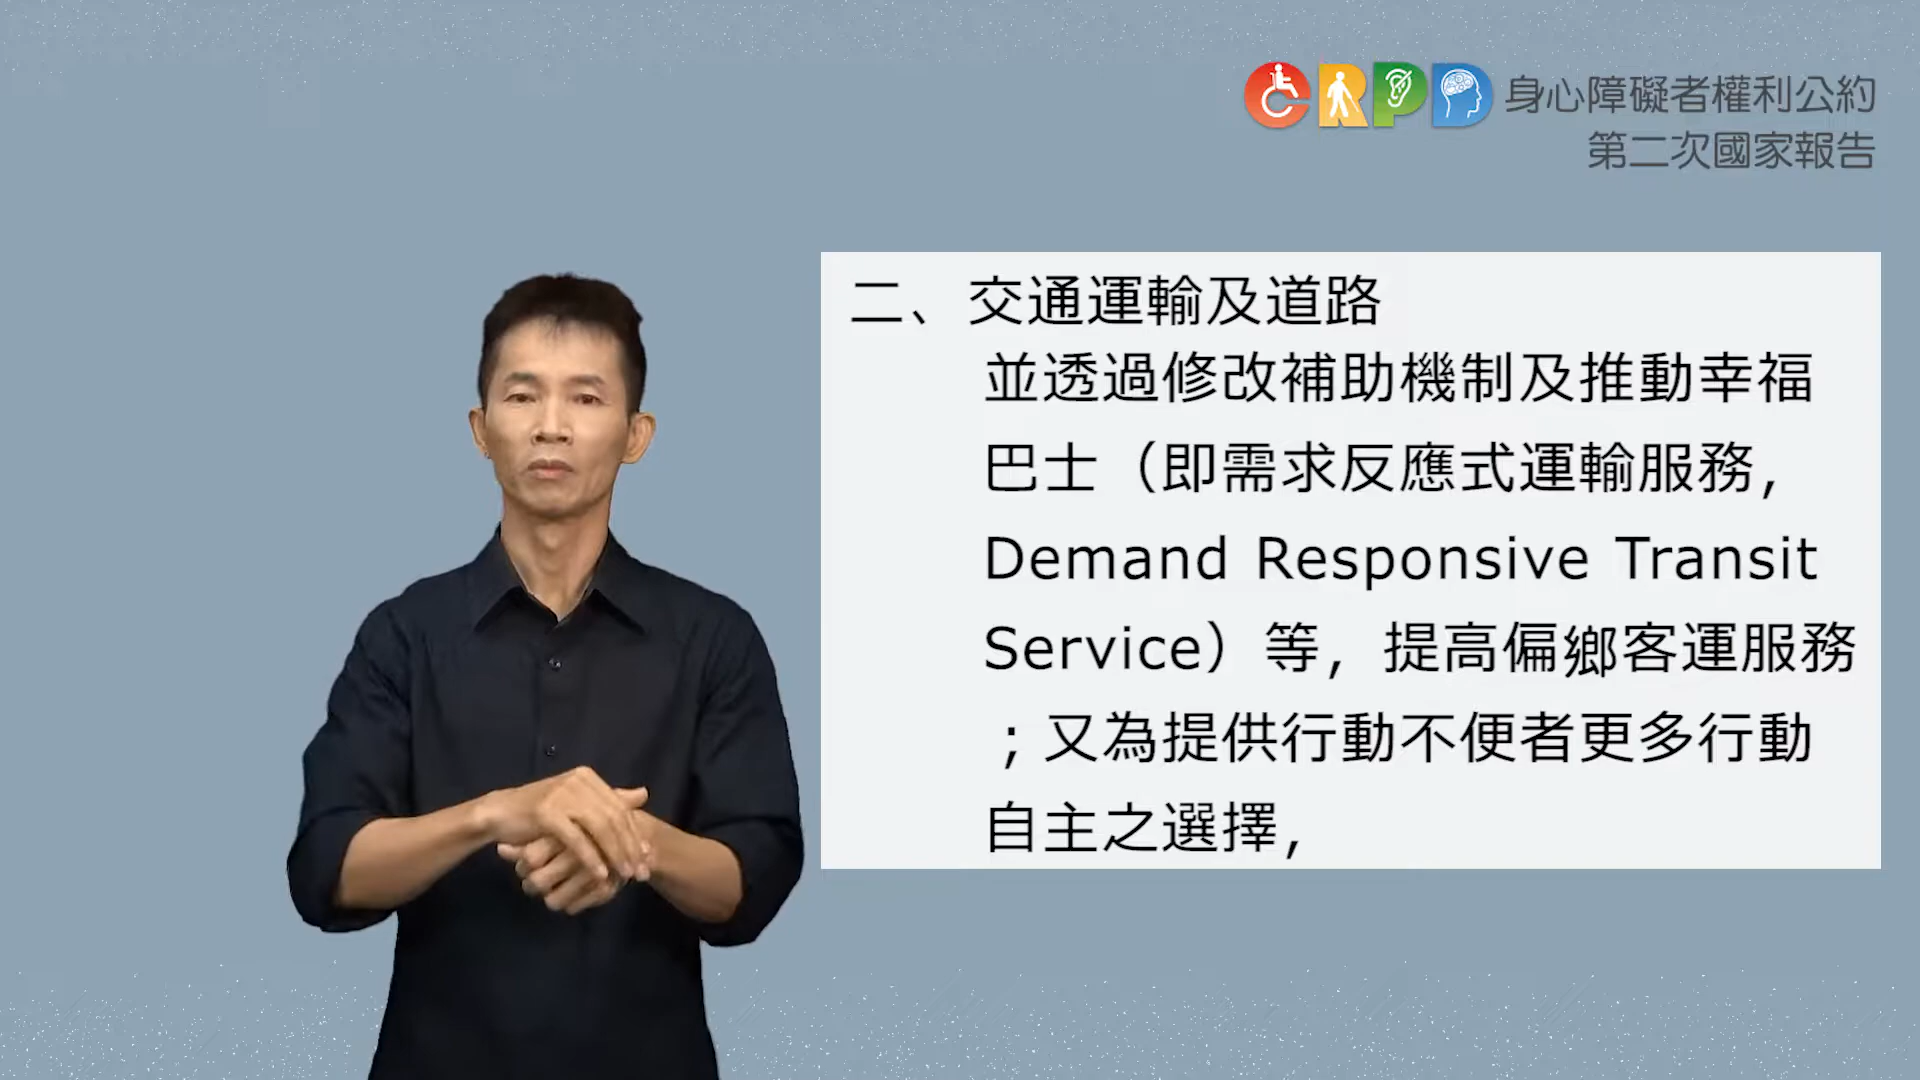 CRPD 身心障礙者權利公約
第二次國家報告
二、交通運輸及道路
並透過修改補助機制及推動幸福
巴士（即需求反應式運輸服務，
Demand Responsive Transit
Service）等，提高偏鄉客運服務
；又為提供行動不便者更多行動
自主之選擇，